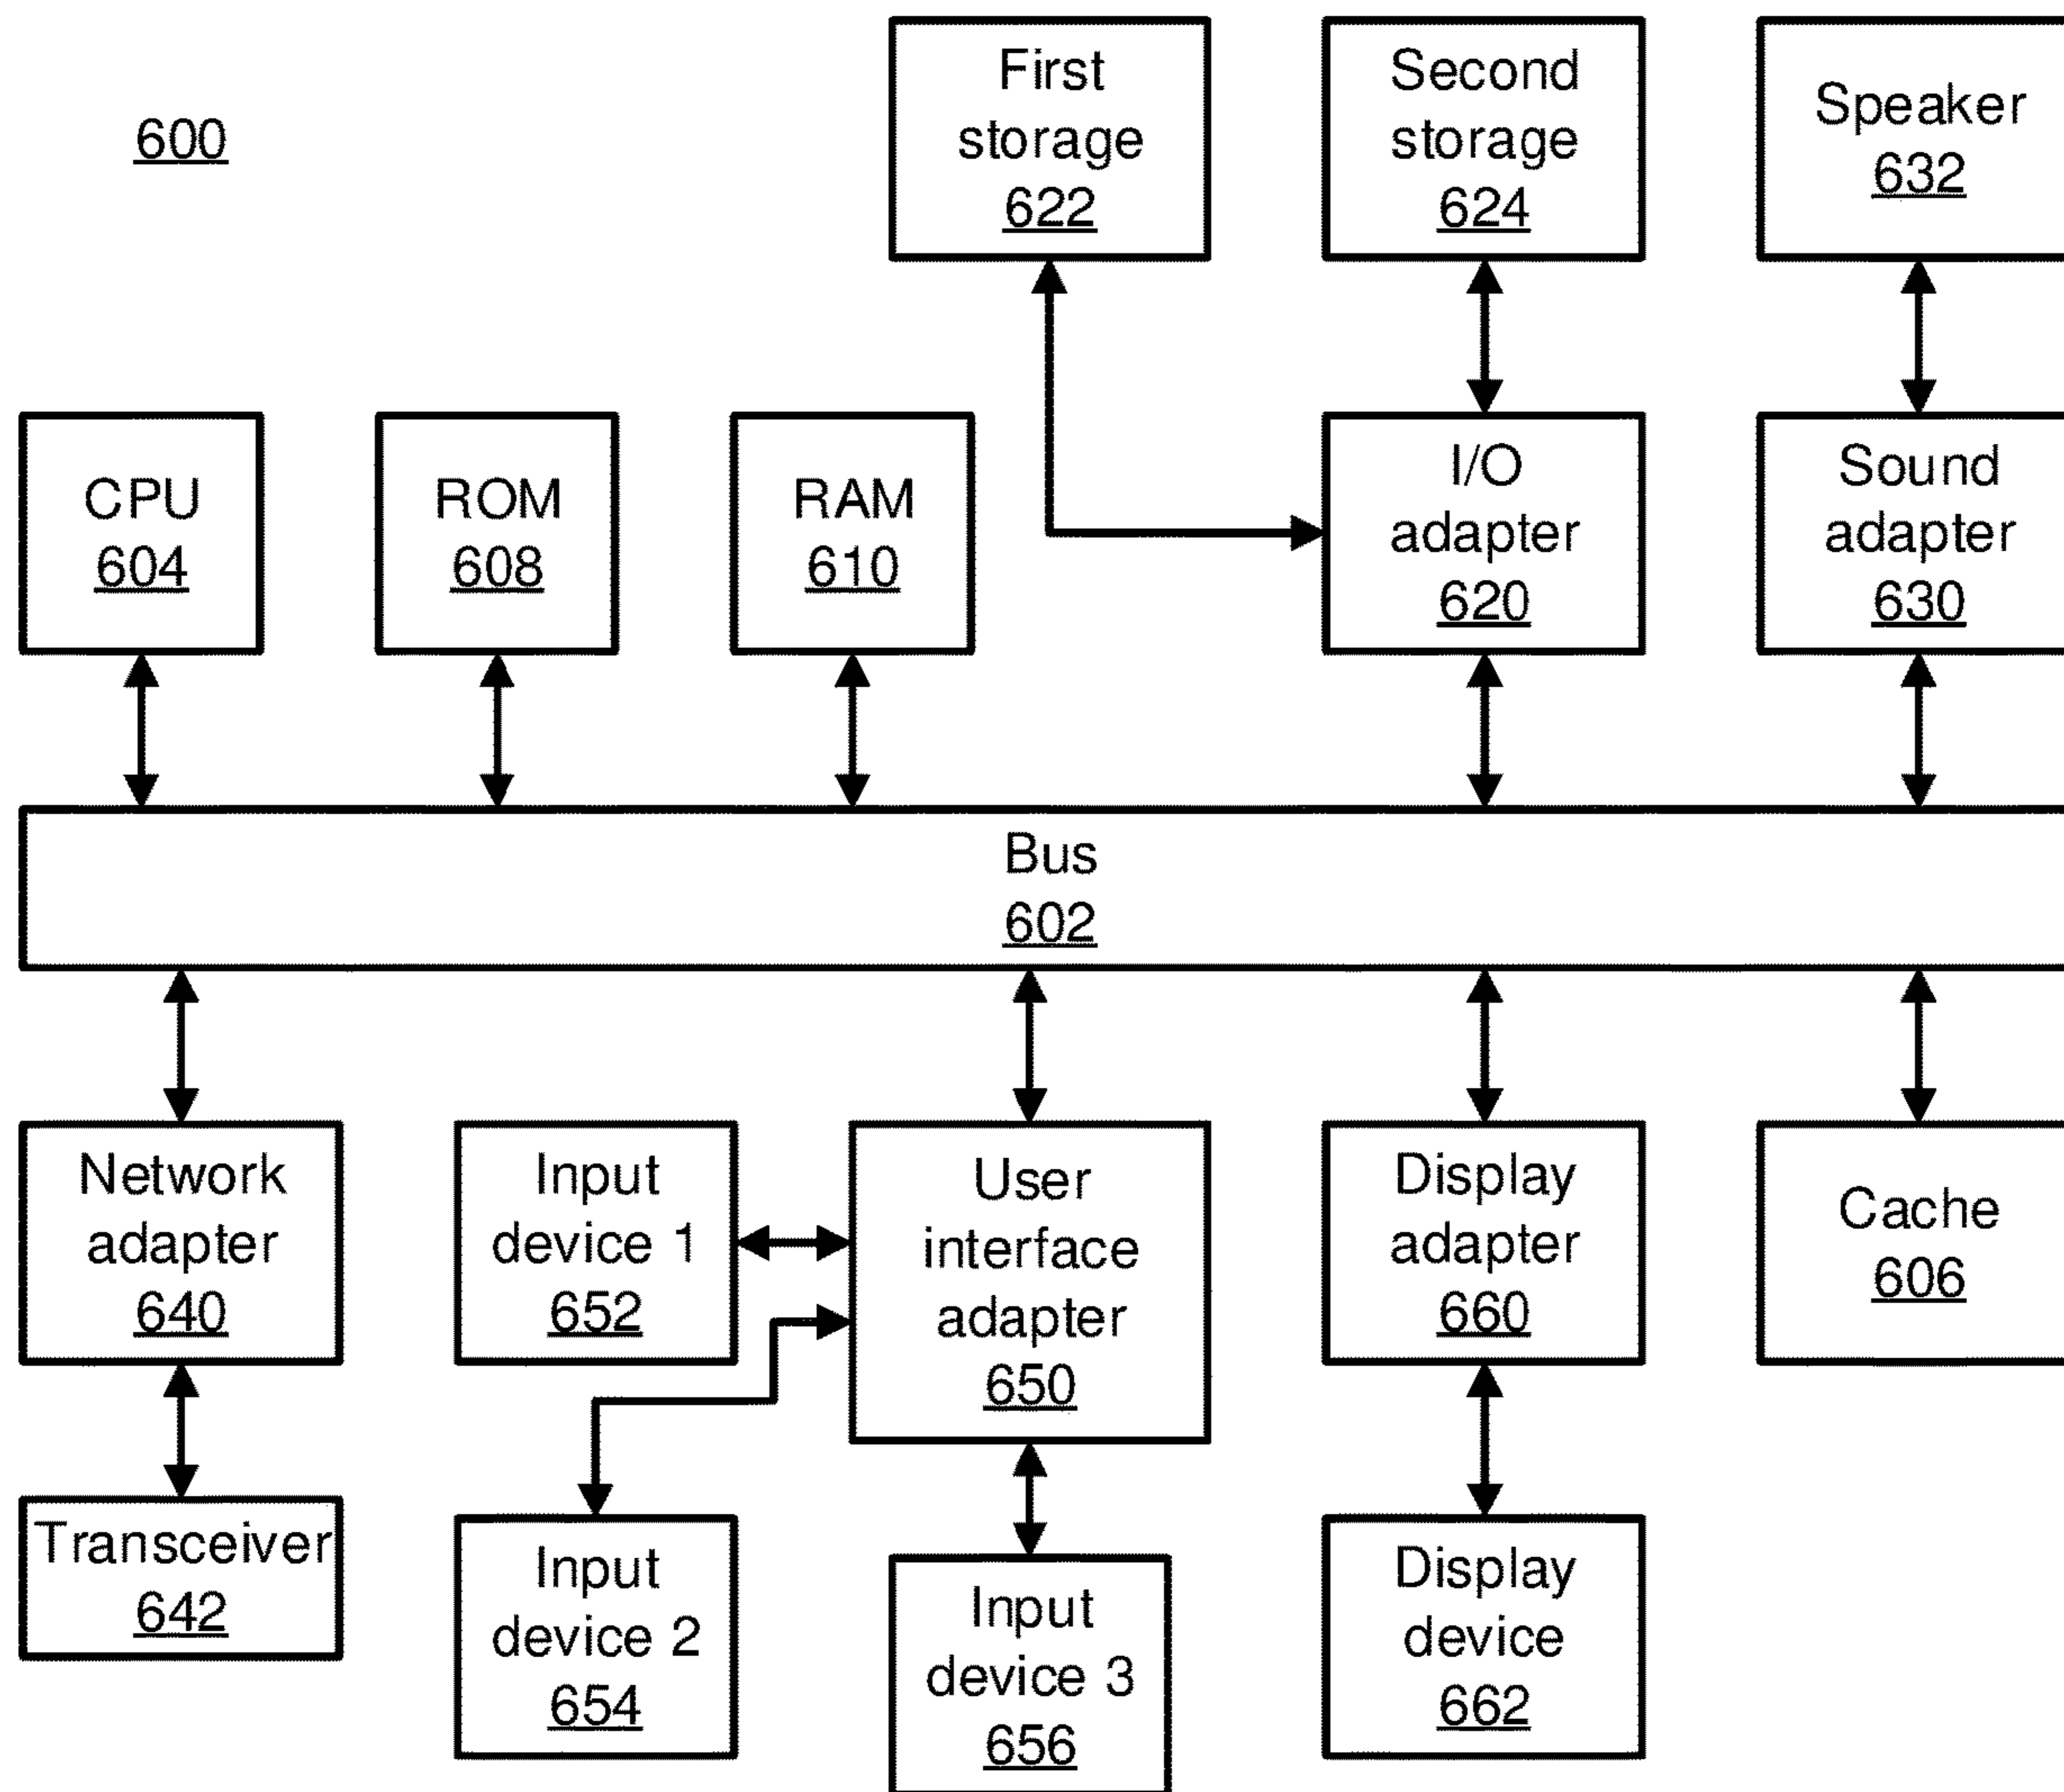 600
First
storage
622
Second
storage
624
Speaker
632
CPU
604
ROM
608
RAM
610
I/O
adapter
620
Sound
adapter
630
Bus
602
Network
adapter
640
Input
device 1
652
User
interface
adapter
650
Display
adapter
660
Cache
606
Transceiver
642
Input
device 2
654
Input
device 3
656
Display
device
662